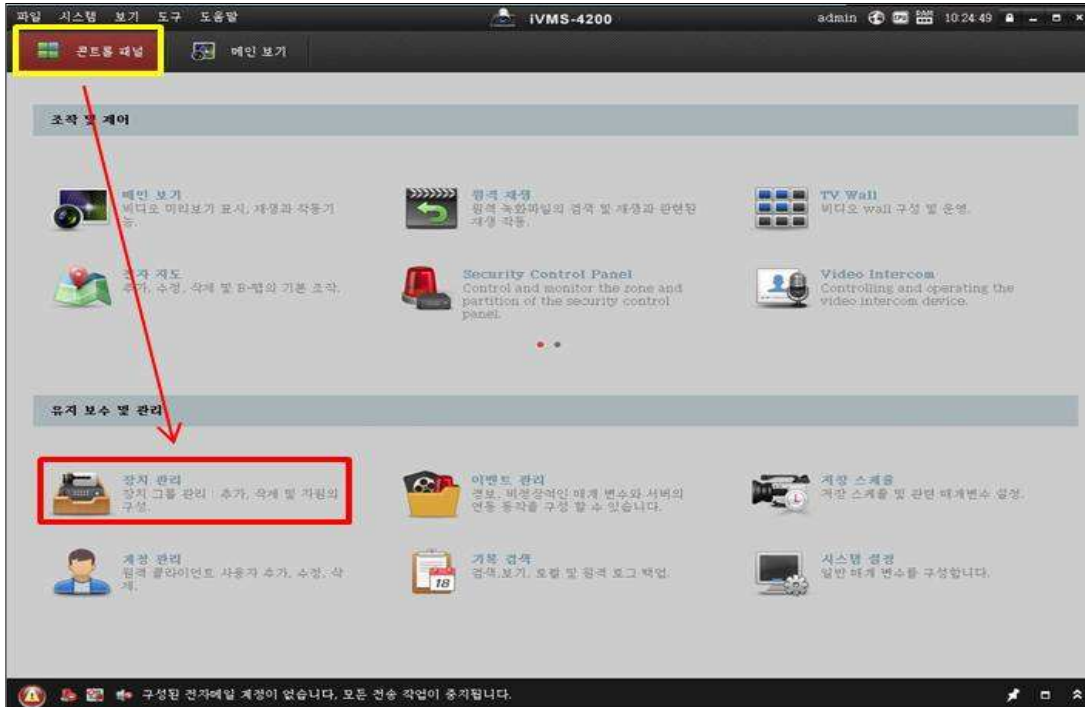 파일 시스템 보기 도구 도움말
iVMS-4200
admin
10:24:49
콘트롤 패널
메인 보기
조작 및 제어
메인 보기
비디오 미리보기 표시, 재생과 작동기
능.
원격 재생
원격 녹화파일의 검색 및 재생과 관련된
재생 작동.
TV Wall
비디오 wall 구성 및 운영.
전자 지도
추가, 수정, 삭제 및 E-맵의 기본 조작.
Security Control Panel
Control and monitor the zone and
partition of the security control
panel.
Video Intercom
Controlling and operating the
video intercom device.
유지 보수 및 관리
장치 관리
장치 그룹 관리 : 추가, 삭제 및 자원의
구성.
이벤트 관리
경보, 비정상적인 매개 변수와 서버의
연동 동작을 구성 할 수 있습니다.
저장 스케줄
저장 스케줄 및 관련 매개변수 설정.
계정 관리
원격 클라이언트 사용자 추가, 수정, 삭
제.
기록 검색
검색,보기, 로컬 및 원격 로그 백업.
18
시스템 설정
일반 매개 변수를 구성합니다.
구성된 전자메일 계정이 없습니다, 모든 전송 작업이 중지됩니다.